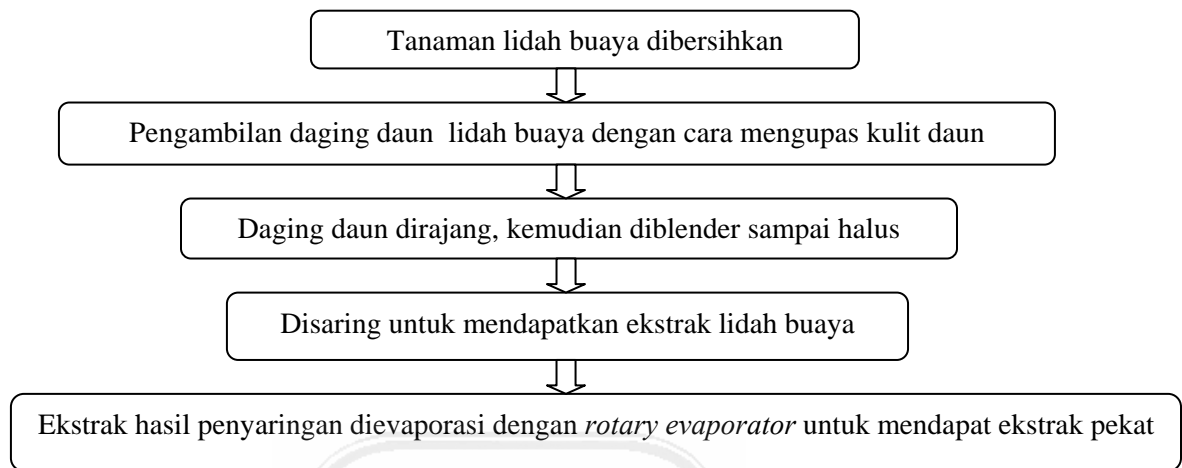 Tanaman lidah buaya dibersihkan
Pengambilan daging daun lidah buaya dengan cara mengupas kulit daun
Daging daun dirajang, kemudian diblender sampai halus
Disaring untuk mendapatkan ekstrak lidah buaya
Ekstrak hasil penyaringan dievaporasi dengan rotary evaporator untuk mendapat ekstrak pekat